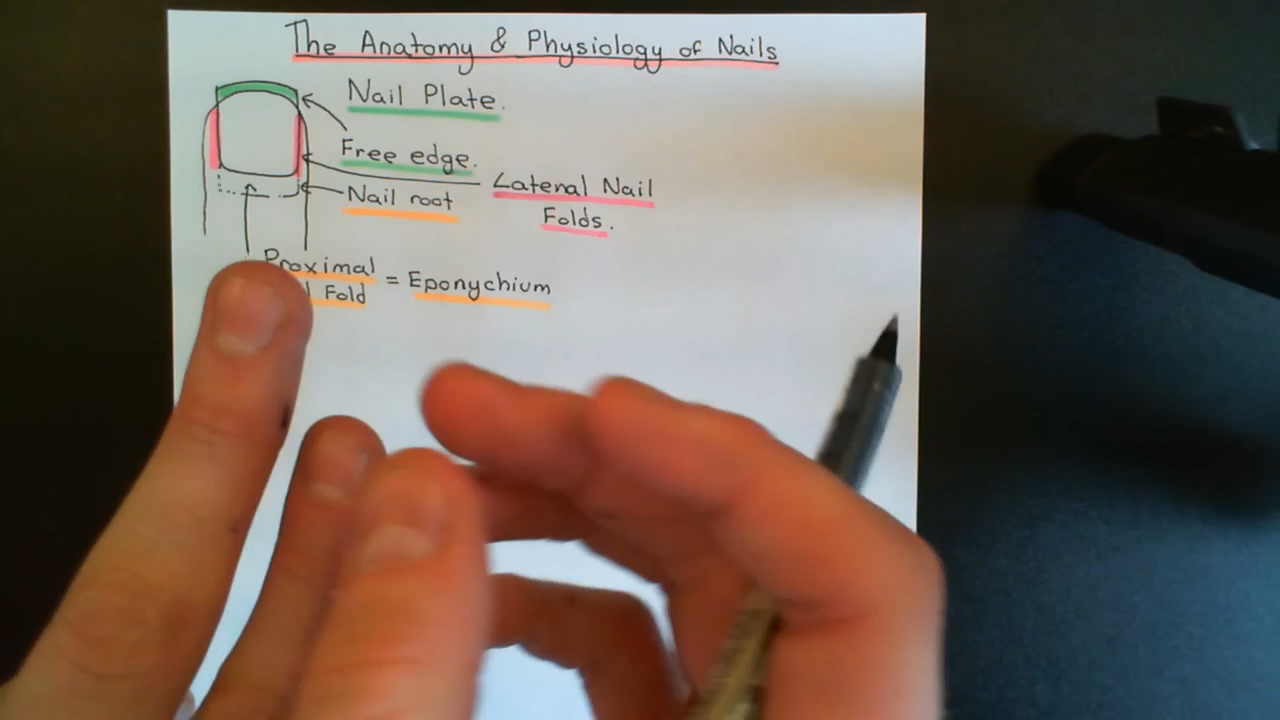 The Anatomy & Physiology of Nails
Nail Plate.
Free edge.
Nail root
Lateral Nail
Folds.
Proximal
Fold
= Eponychium